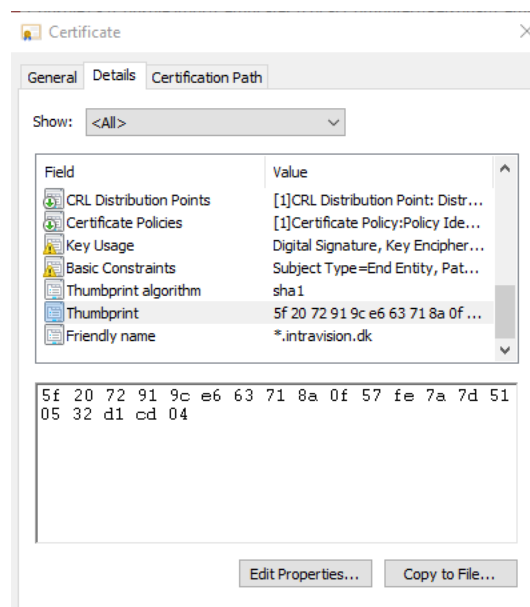 Certificate
General Details Certification Path
Show: <All>
Field Value
CRL Distribution Points [1]CRL Distribution Point: Distr...
Certificate Policies [1]Certificate Policy:Policy Ide...
Key Usage Digital Signature, Key Encipher...
Basic Constraints Subject Type=End Entity, Pat...
Thumbprint algorithm sha1
Thumbprint 5f 20 72 91 9c e6 63 71 8a 0f ...
Friendly name *.intravision.dk
5f 20 72 91 9c e6 63 71 8a 0f 57 fe 7a 7d 51
05 32 d1 cd 04
Edit Properties... Copy to File...